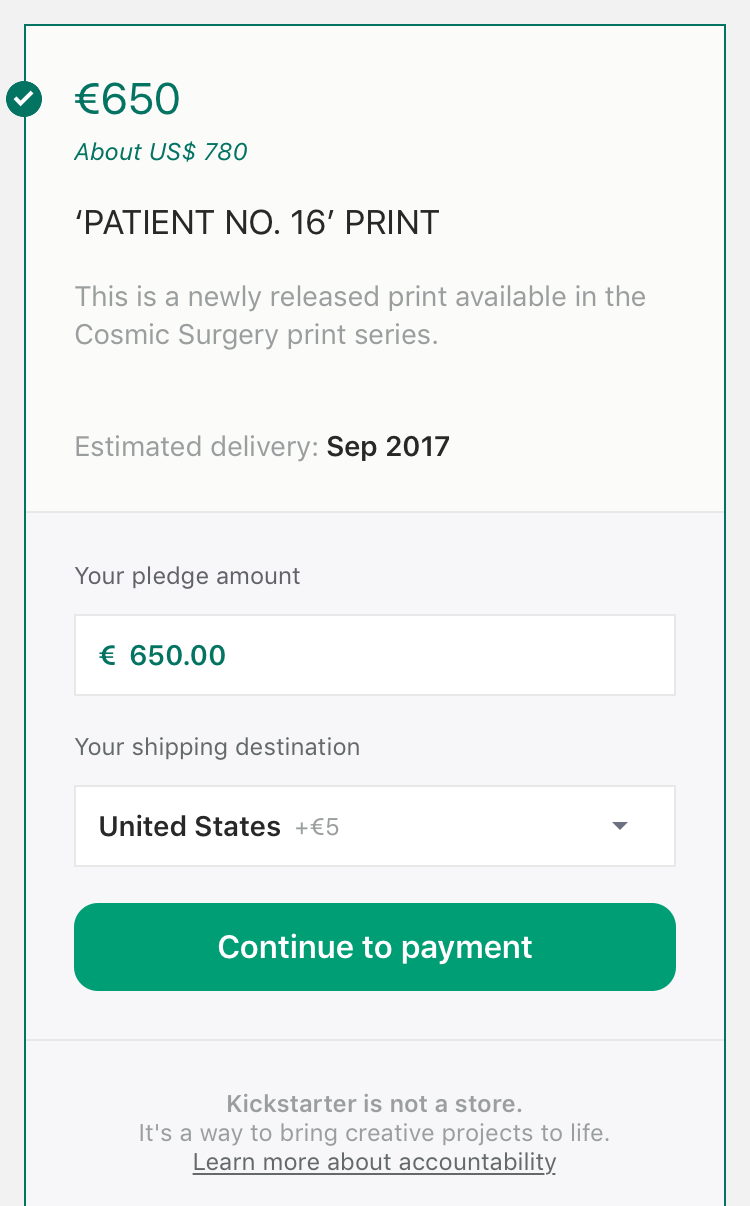 €650
About US$ 780
‘PATIENT NO. 16’ PRINT
This is a newly released print available in the
Cosmic Surgery print series.
Estimated delivery: Sep 2017
Your pledge amount
€ 650.00
Your shipping destination
United States +€5
Continue to payment
Kickstarter is not a store.
It's a way to bring creative projects to life.
Learn more about accountability